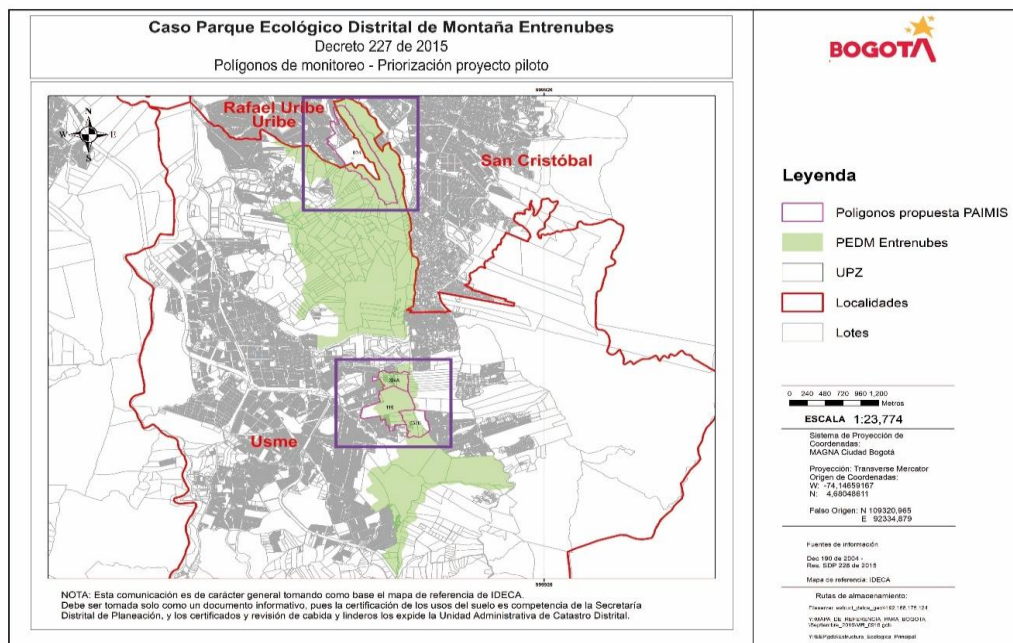 Caso Parque Ecológico Distrital de Montaña Entrenubes
Decreto 227 de 2015
Polígonos de monitoreo - Priorización proyecto piloto
Rafael Uribe
Uribe
San Cristóbal
Usme
N
W
E
S
115
BOGOTÁ
Leyenda
Poligonos propuesta PAIMIS
PEDM Entrenubes
UPZ
Localidades
Lotes
0 240 480 720 960 1,200
Metros
ESCALA 1:23,774
Sistema de Proyección de
Coordenadas:
MAGNA Ciudad Bogotá
Proyección: Transverse Mercator
Origen de Coordenadas:
W: -74,14659167
N: 4,68048611
Falso Origen: N 109320,965
E 92334,879
Fuentes de información
Dec 190 de 2004 -
Res. SDP 228 de 2015
Mapa de referencia: IDECA
Rutas de almacenamiento:
NOTA: Esta comunicación es de carácter general tomando como base el mapa de referencia de IDECA.
Debe ser tomada solo como un documento informativo, pues la certificación de los usos del suelo es competencia de la Secretaría
Distrital de Planeación, y los certificados y revisión de cabida y linderos los expide la Unidad Administrativa de Catastro Distrital.